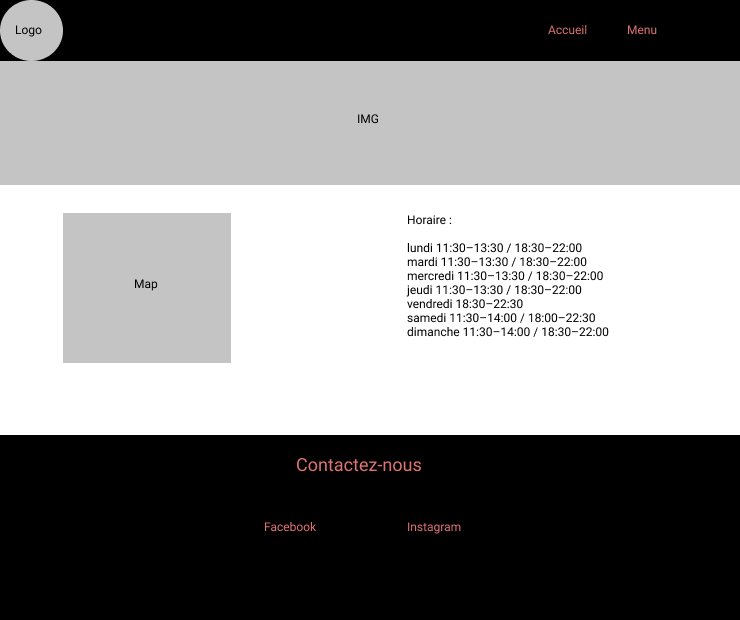 Logo
Accueil
Menu
IMG
Map
Horaire :
lundi 11:30–13:30 / 18:30–22:00
mardi 11:30–13:30 / 18:30–22:00
mercredi 11:30–13:30 / 18:30–22:00
jeudi 11:30–13:30 / 18:30–22:00
vendredi 18:30–22:30
samedi 11:30–14:00 / 18:00–22:30
dimanche 11:30–14:00 / 18:30–22:00
Contactez-nous
Facebook
Instagram